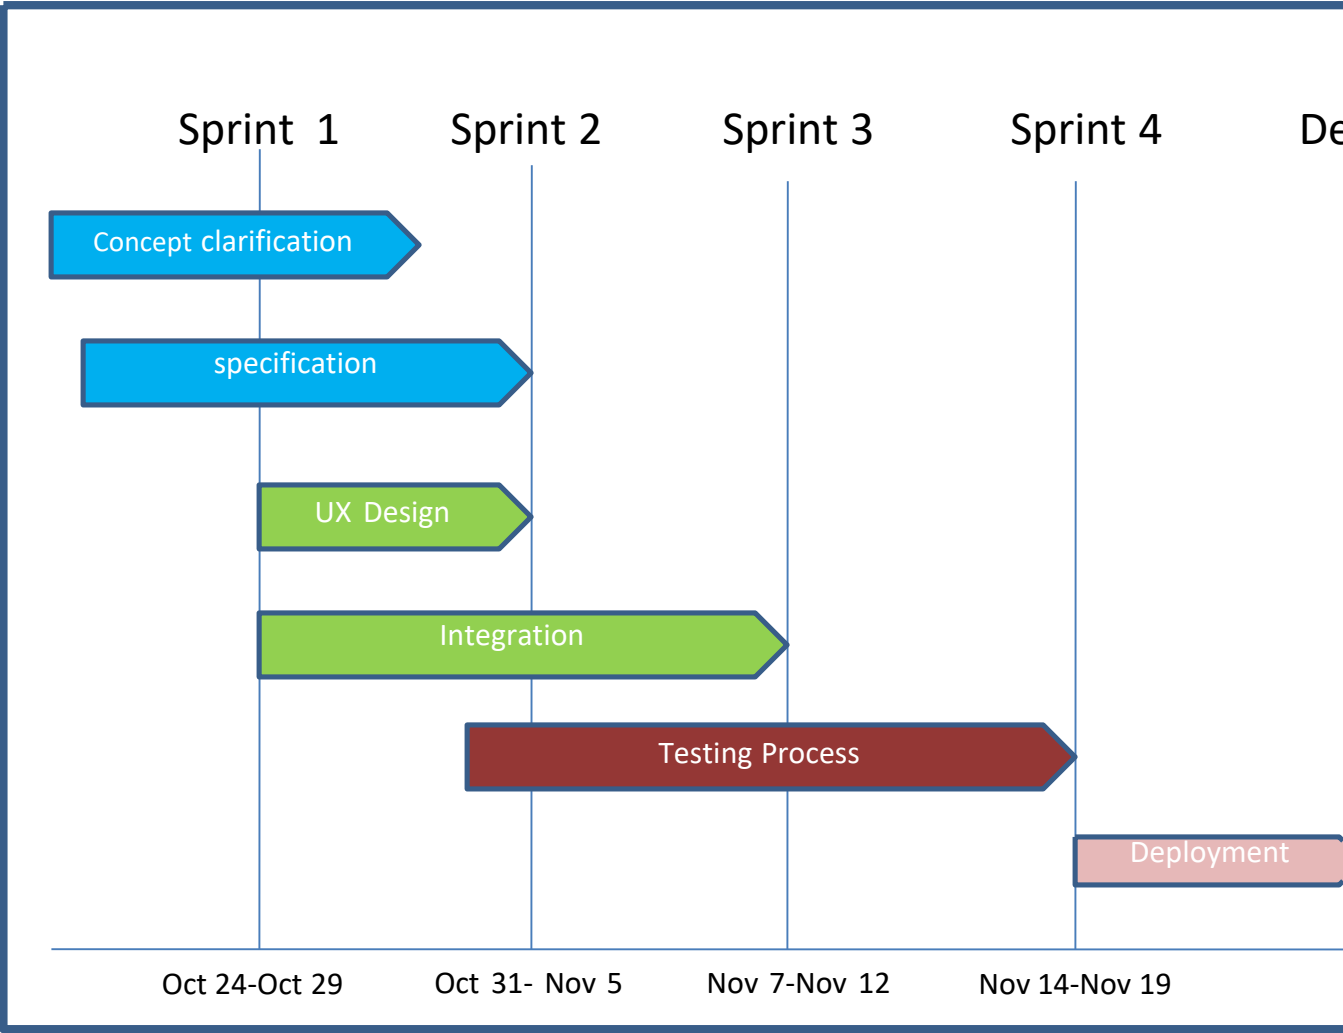 Sprint 1 Sprint 2 Sprint 3 Sprint 4 De
Concept clarification
specification
UX Design
Integration
Testing Process
Deployment
Oct 24-Oct 29 Oct 31- Nov 5 Nov 7-Nov 12 Nov 14-Nov 19